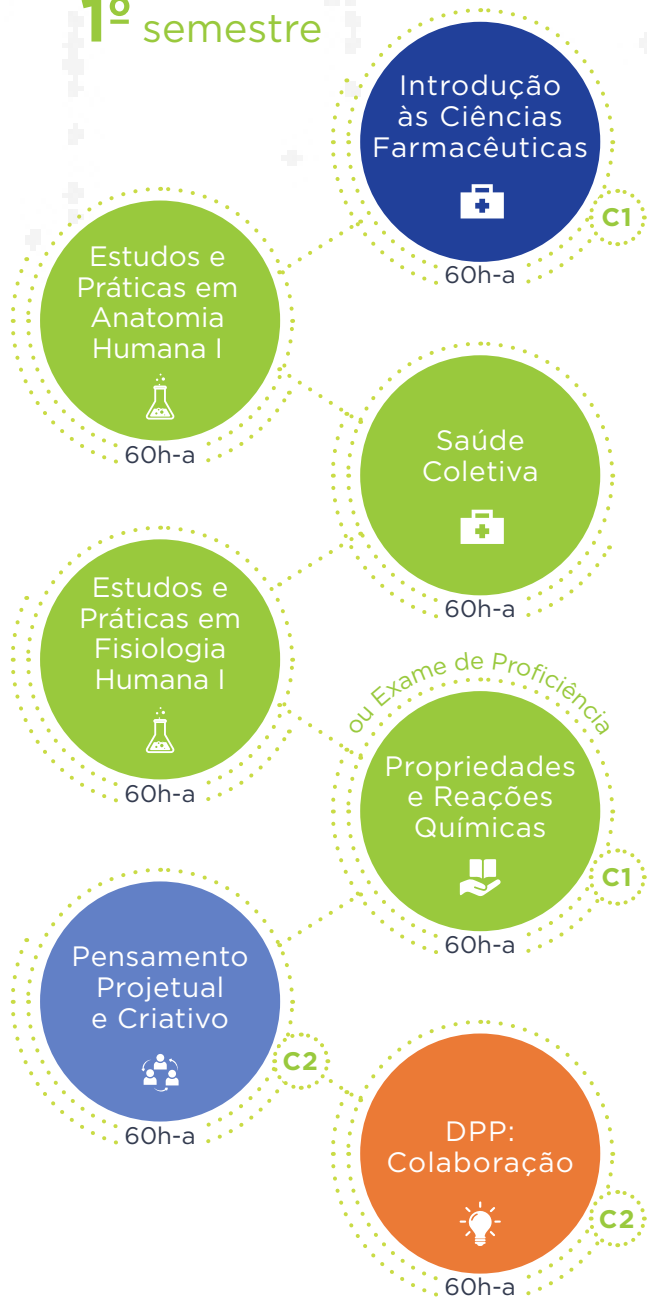 1º semestre
Introdução
às Ciências
Farmacêuticas
C1
60h-a
Estudos e
Práticas em
Anatomia
Humana I
60h-a
Saúde
Coletiva
60h-a
Estudos e
Práticas em
Fisiologia
Humana I
60h-a
ou Exame de Proficiência
Propriedades
e Reações
Químicas
C1
60h-a
Pensamento
Projetual
e Criativo
C2
60h-a
DPP:
Colaboração
C2
60h-a